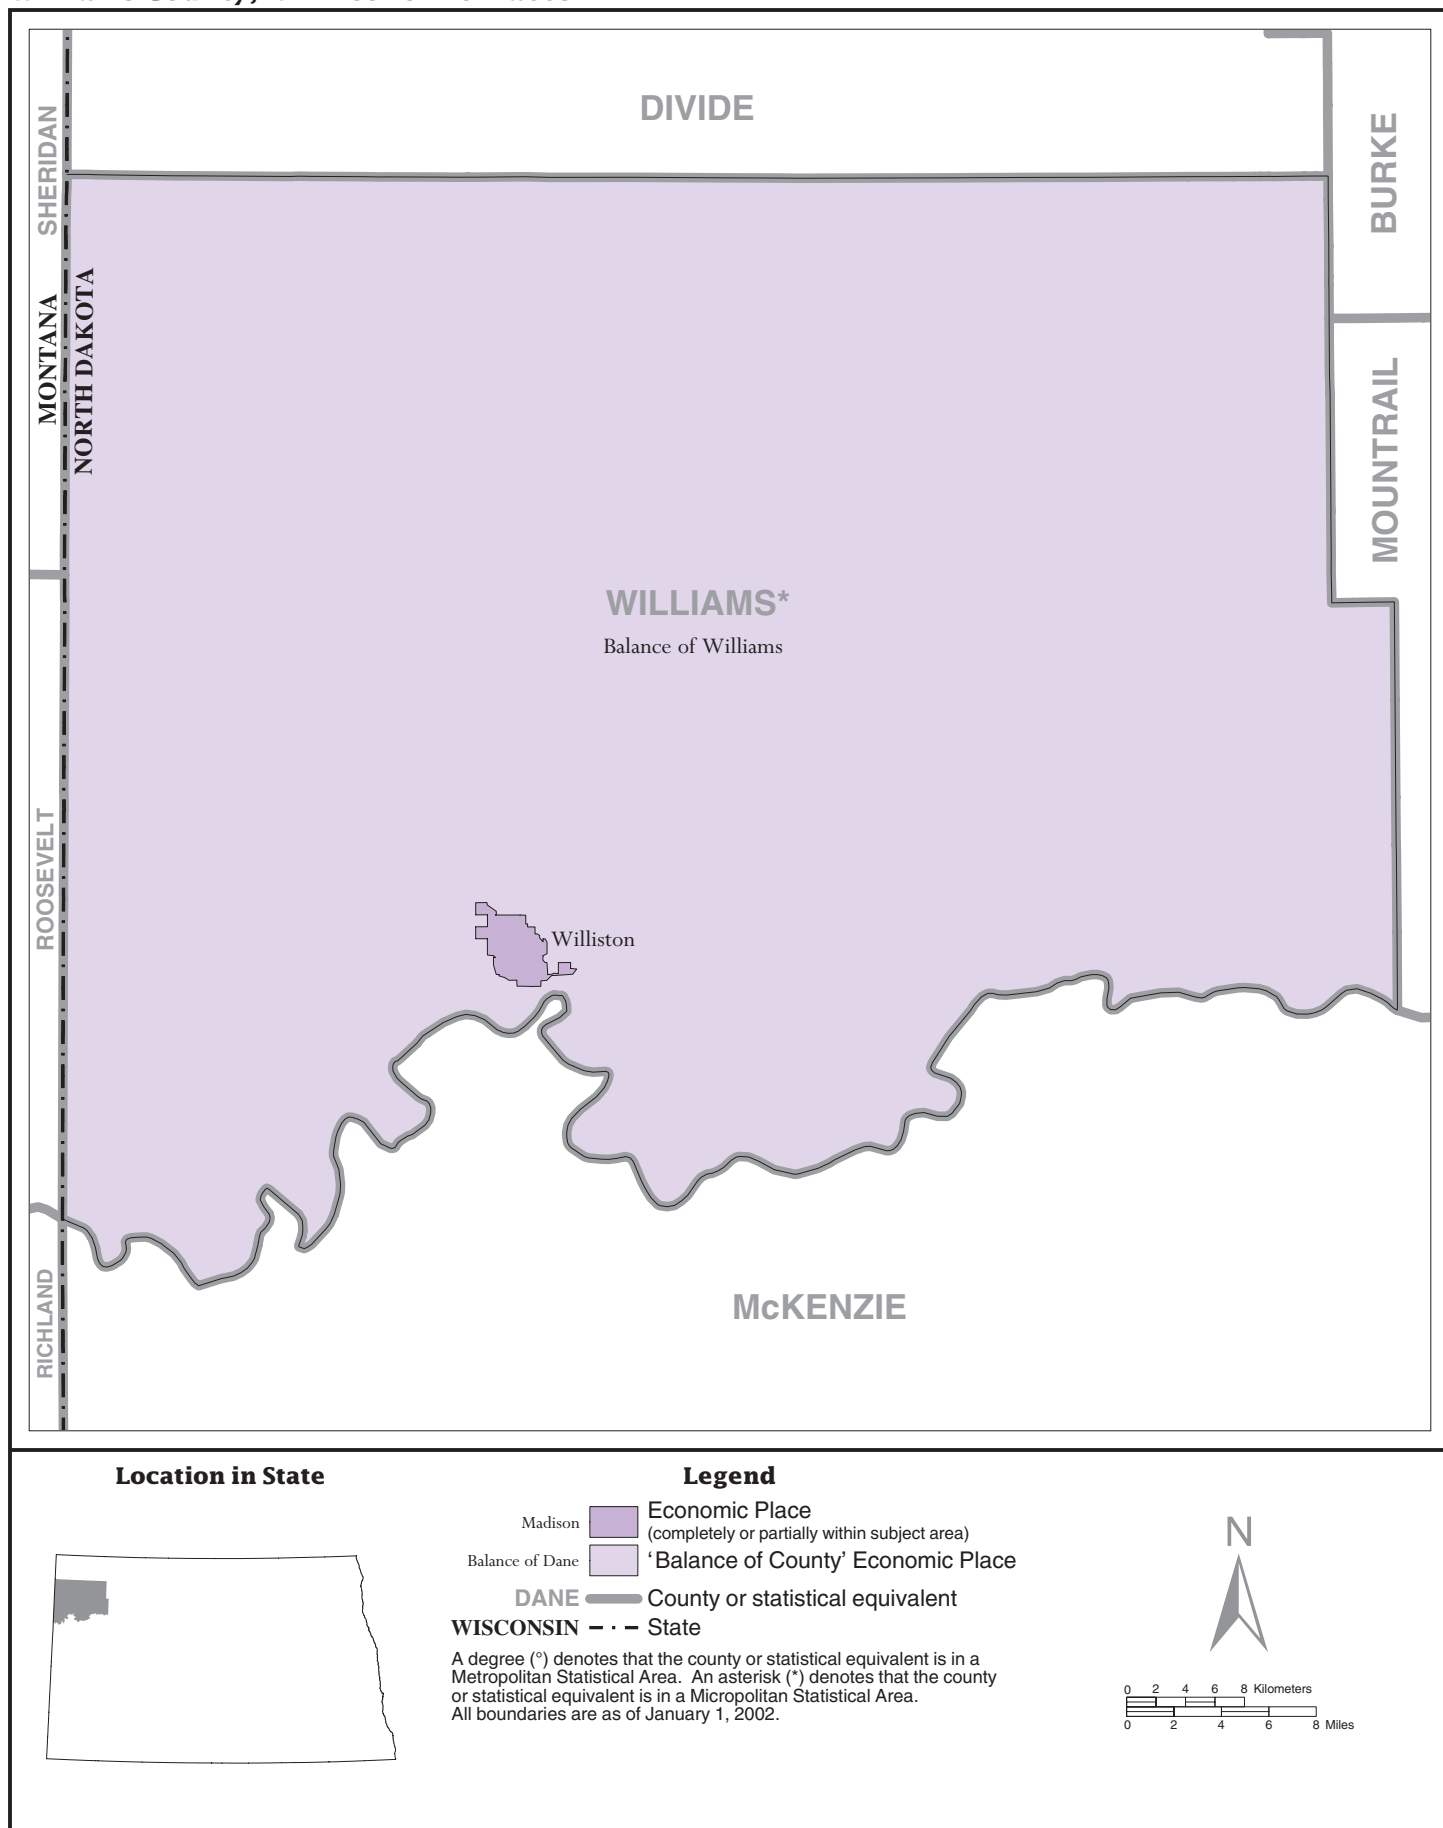 DIVIDE
SHERIDAN
BURKE
MONTANA
NORTH DAKOTA
MOUNTRAIL
WILLIAMS*
Balance of Williams
ROOSEVELT
Williston
RICHLAND
McKENZIE
Location in State
Legend
Madison
Economic Place
(completely or partially within subject area)
Balance of Dane
‘Balance of County’ Economic Place
DANE
County or statistical equivalent
WISCONSIN
State
A degree (°) denotes that the county or statistical equivalent is in a
Metropolitan Statistical Area. An asterisk (*) denotes that the county
or statistical equivalent is in a Micropolitan Statistical Area.
All boundaries are as of January 1, 2002.
N
0 2 4 6 8 Kilometers
0 2 4 6 8 Miles